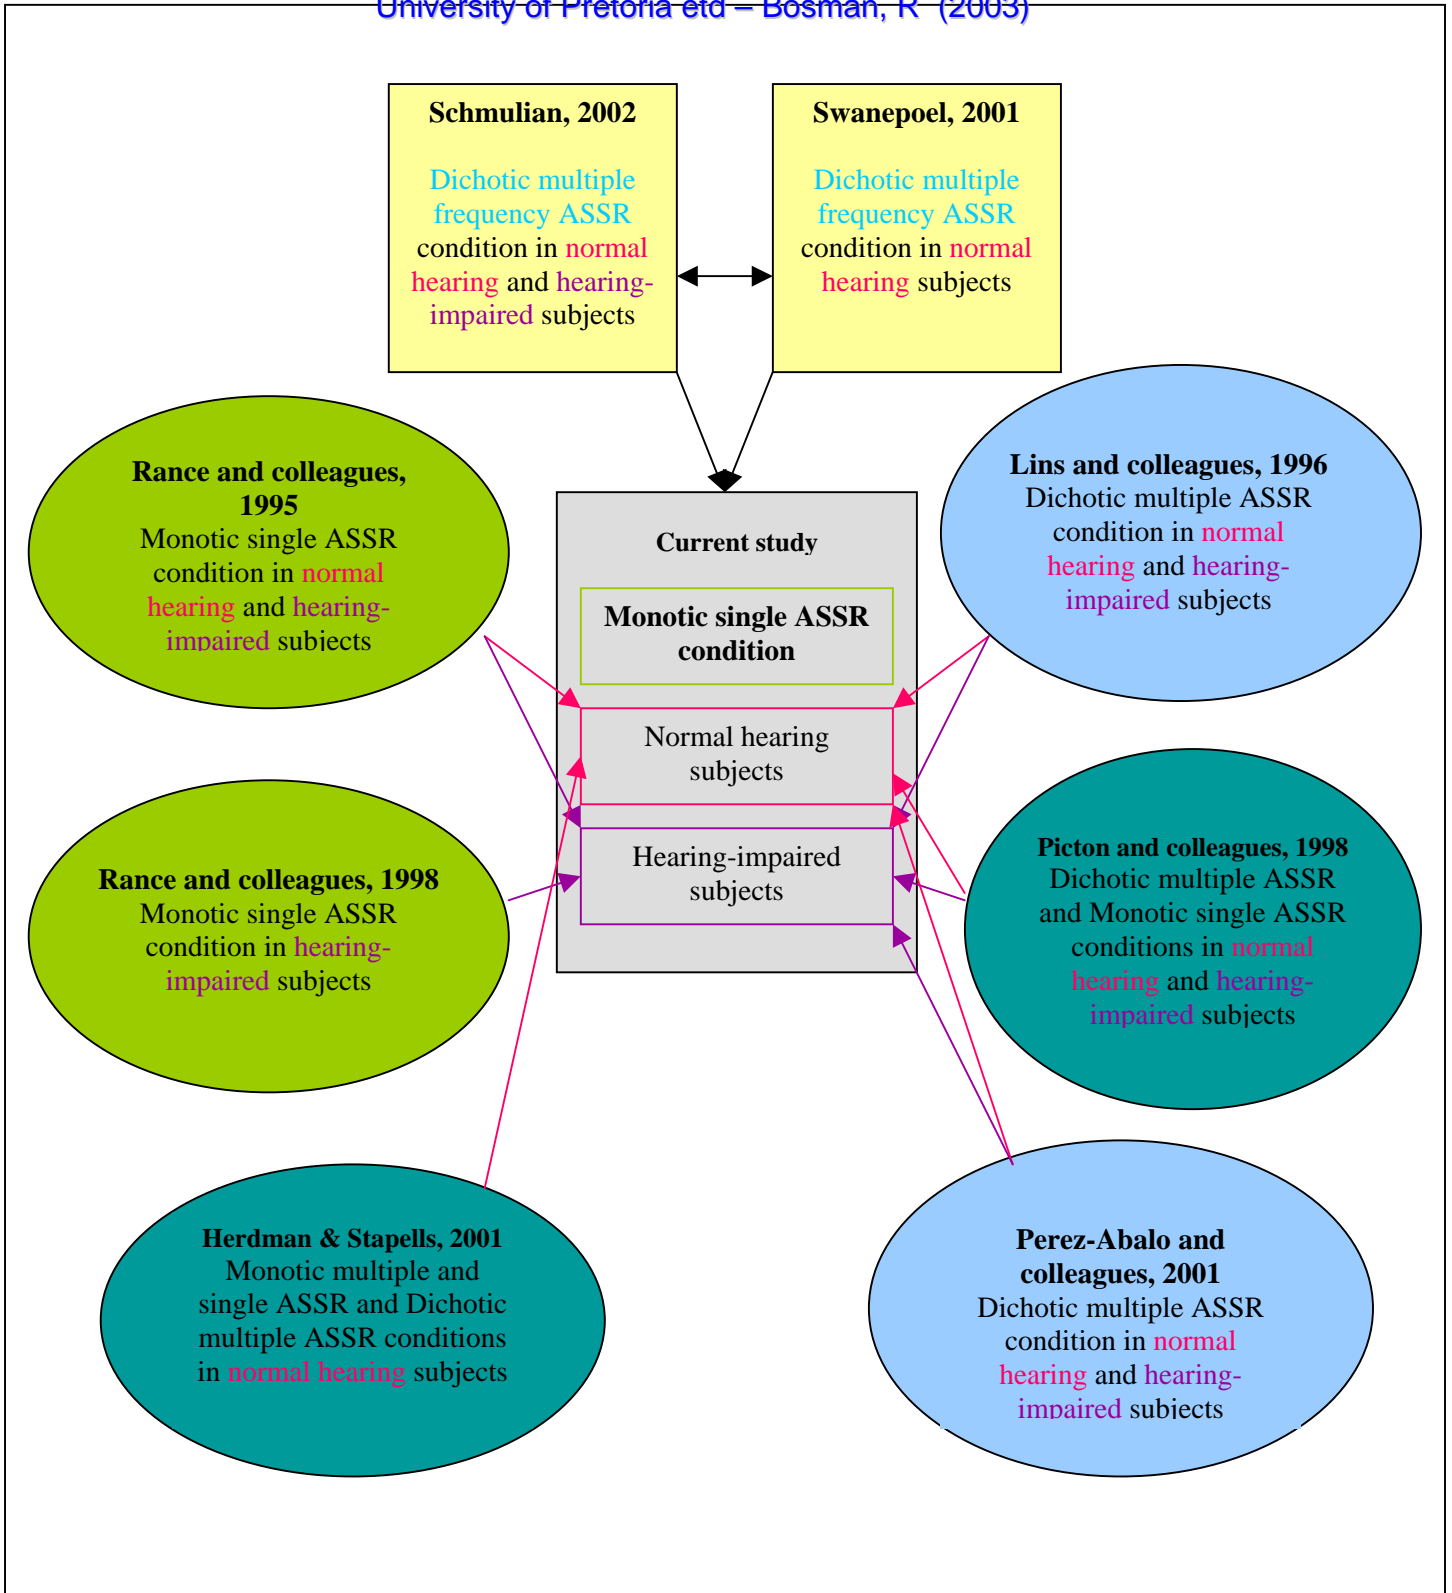 University of Pretoria etd – Bosman, R (2003)
Schmulian, 2002
Dichotic multiple
frequency ASSR
condition in normal
hearing and hearing-
impaired subjects
Swanepoel, 2001
Dichotic multiple
frequency ASSR
condition in normal
hearing subjects
Rance and colleagues,
1995
Monotic single ASSR
condition in normal
hearing and hearing-
impaired subjects
Lins and colleagues, 1996
Dichotic multiple ASSR
condition in normal
hearing and hearing-
impaired subjects
Current study
Monotic single ASSR
condition
Normal hearing
subjects
Hearing-impaired
subjects
Rance and colleagues, 1998
Monotic single ASSR
condition in hearing-
impaired subjects
Picton and colleagues, 1998
Dichotic multiple ASSR
and Monotic single ASSR
conditions in normal
hearing and hearing-
impaired subjects
Herdman & Stapells, 2001
Monotic multiple and
single ASSR and Dichotic
multiple ASSR conditions
in normal hearing subjects
Perez-Abalo and
colleagues, 2001
Dichotic multiple ASSR
condition in normal
hearing and hearing-
impaired subjects